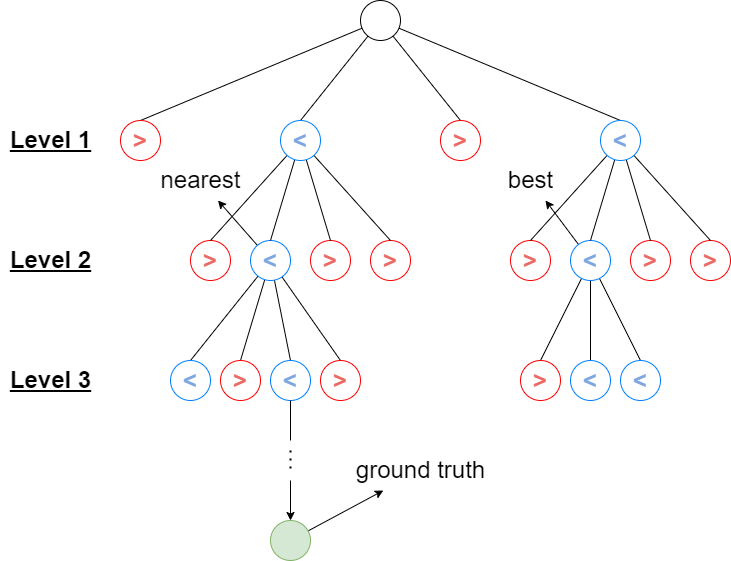 Level 1 > < > <
nearest best
Level 2 > < > > > < > >
Level 3 < > < > > < <
ground truth